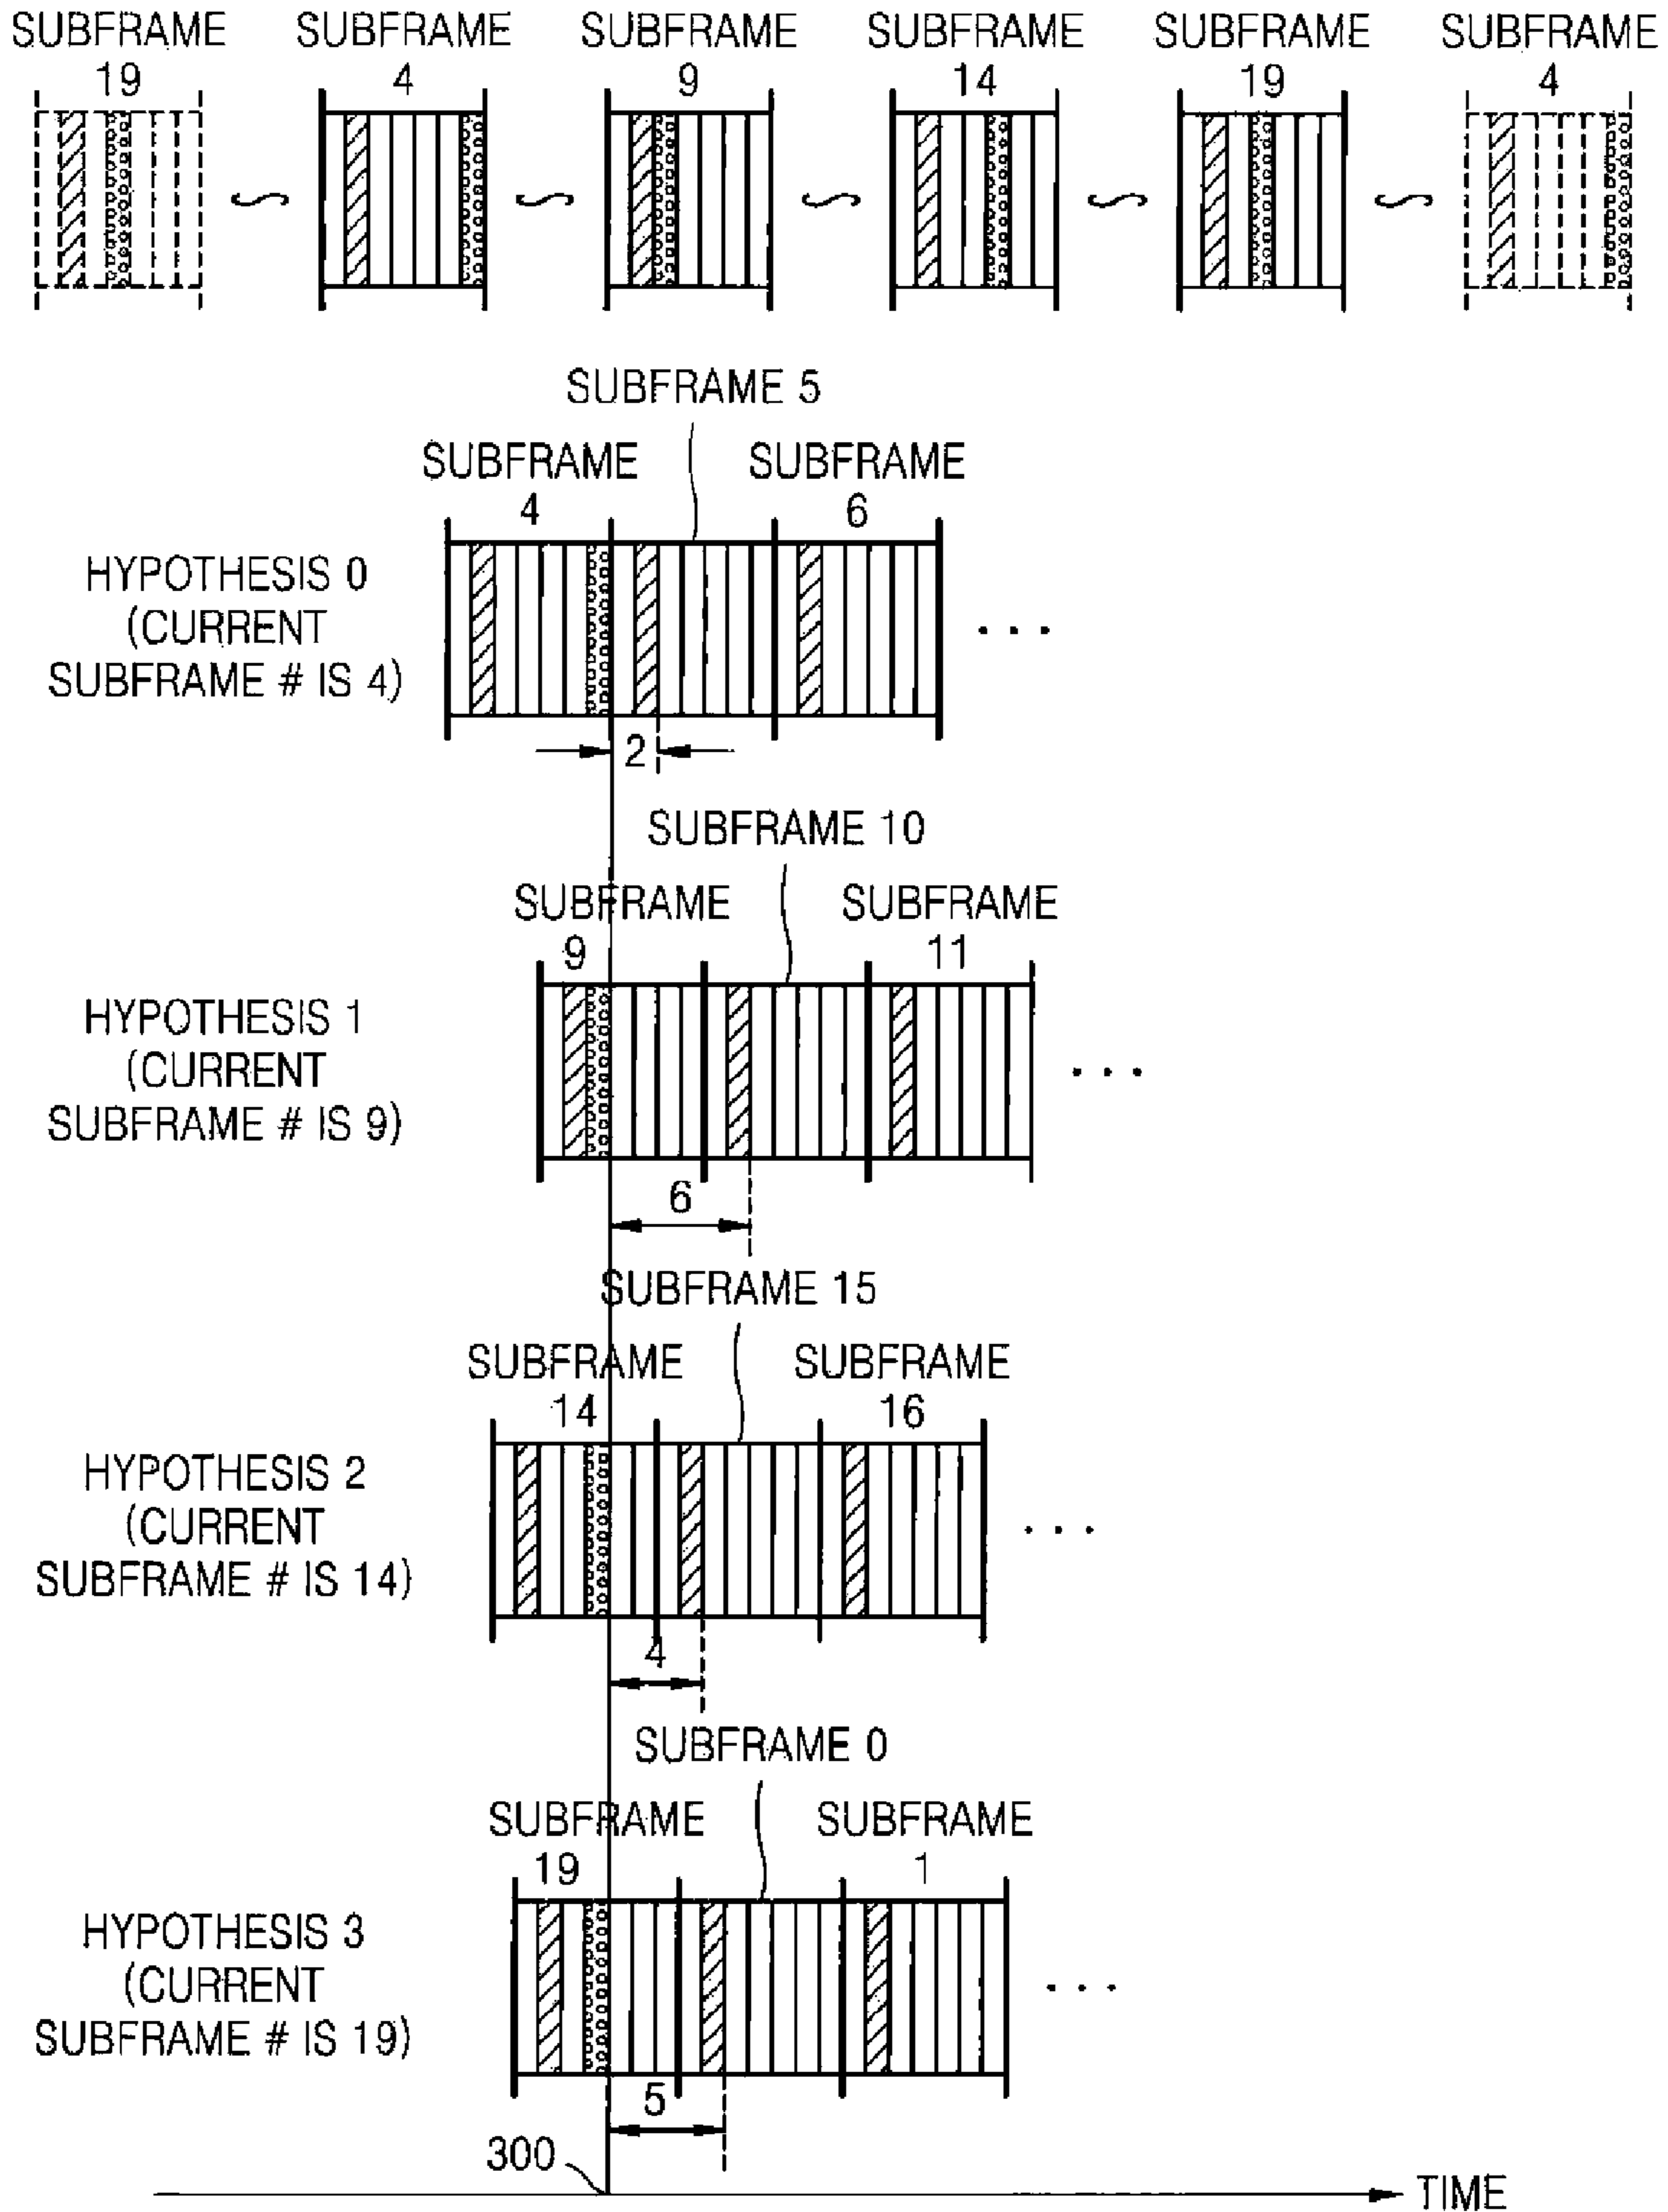 SUBFRAME 19
SUBFRAME 4
SUBFRAME 9
SUBFRAME 14
SUBFRAME 19
SUBFRAME 4
SUBFRAME 5
SUBFRAME 4
SUBFRAME 6
HYPOTHESIS 0
(CURRENT
SUBFRAME # IS 4)
...
2
SUBFRAME 10
SUBFRAME 9
SUBFRAME 11
HYPOTHESIS 1
(CURRENT
SUBFRAME # IS 9)
...
6
SUBFRAME 15
SUBFRAME 14
SUBFRAME 16
HYPOTHESIS 2
(CURRENT
SUBFRAME # IS 14)
...
4
SUBFRAME 0
SUBFRAME 19
SUBFRAME 1
HYPOTHESIS 3
(CURRENT
SUBFRAME # IS 19)
...
5
300
TIME